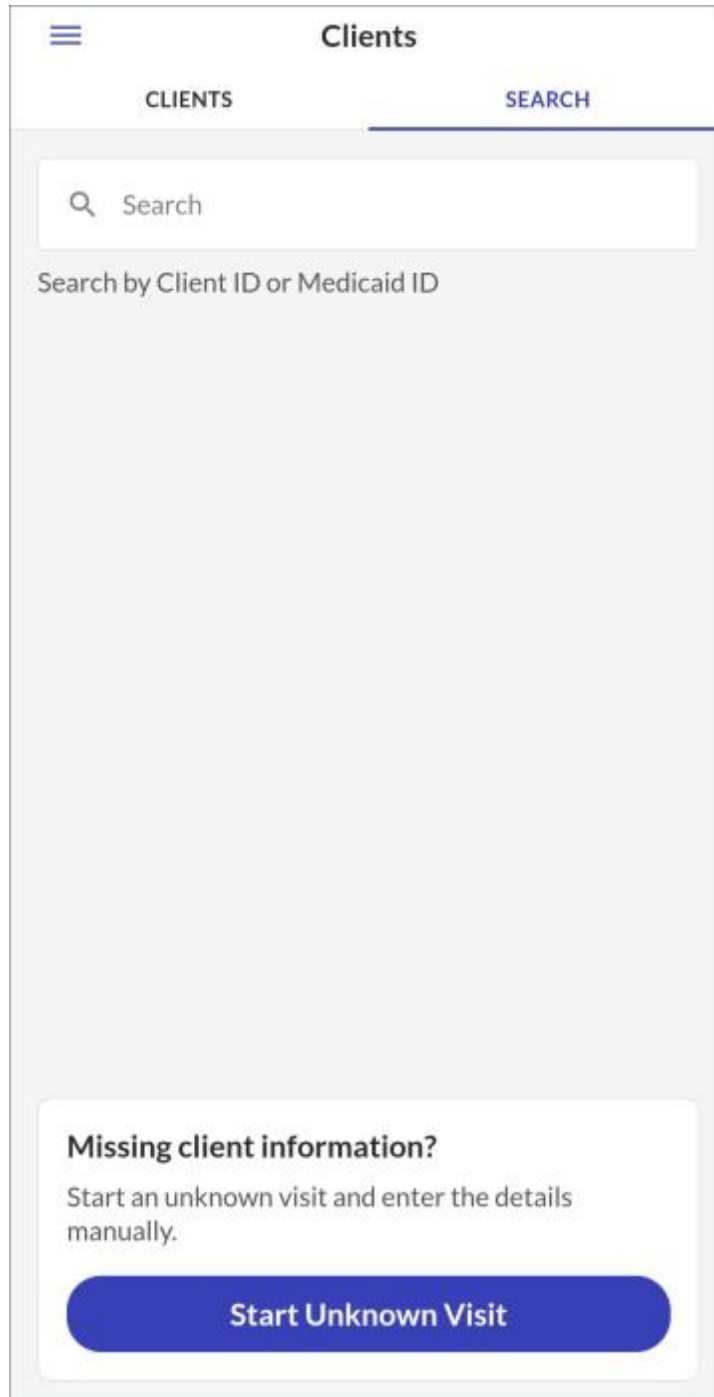 Clients
CLIENTS
SEARCH
Search
Search by Client ID or Medicaid ID
Missing client information?
Start an unknown visit and enter the details
manually.
Start Unknown Visit